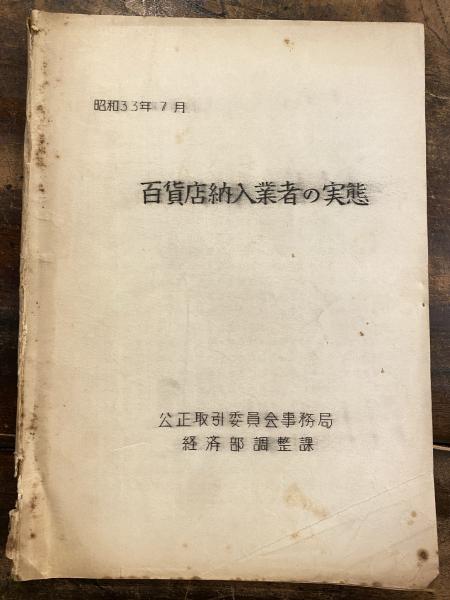 昭和33年7月
百貨店納入業者の実態
公正取引委員会事務局
経済部調整課